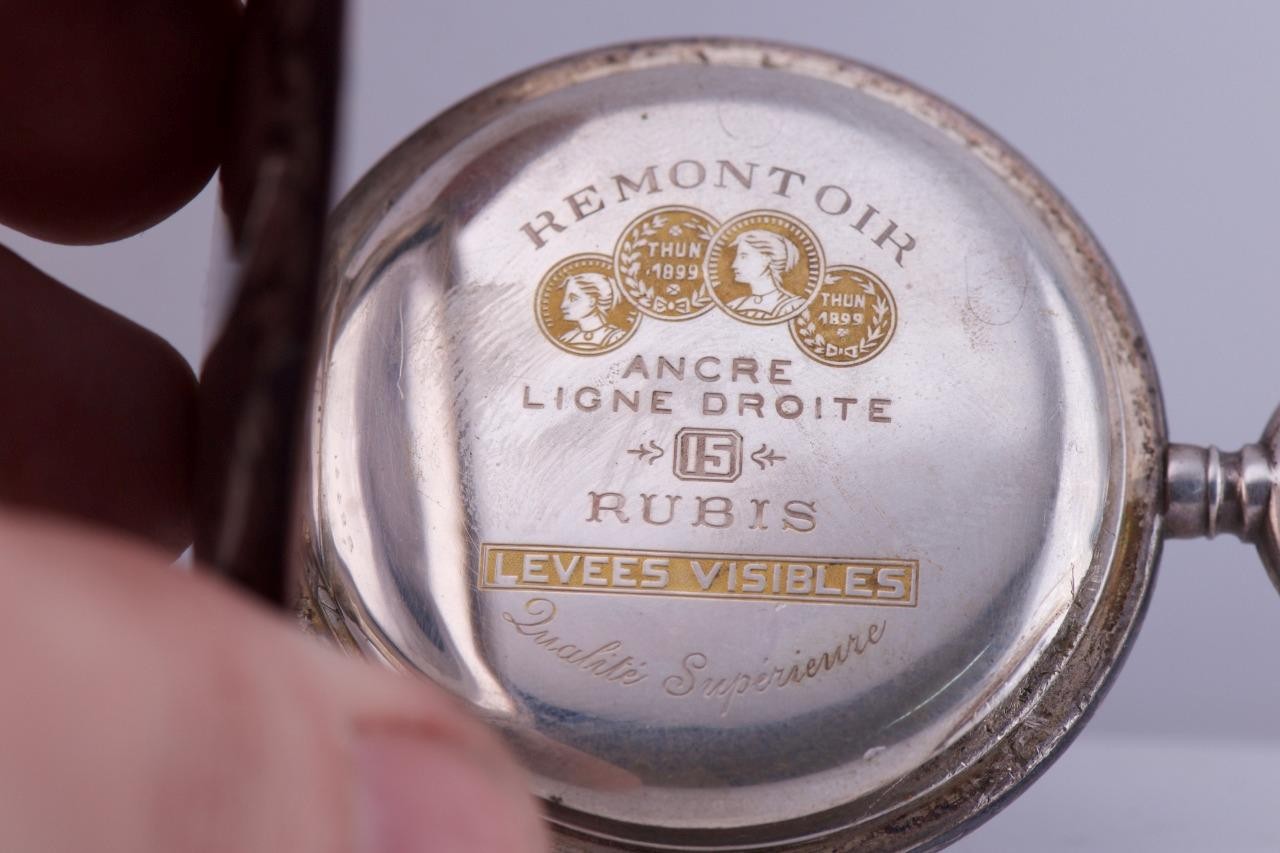 REMONTOIR
THUN
1899
THUN
1899
ANCRE
LIGNE DROITE
15
RUBIS
LEVEES VISIBLES
Qualité Supérieure